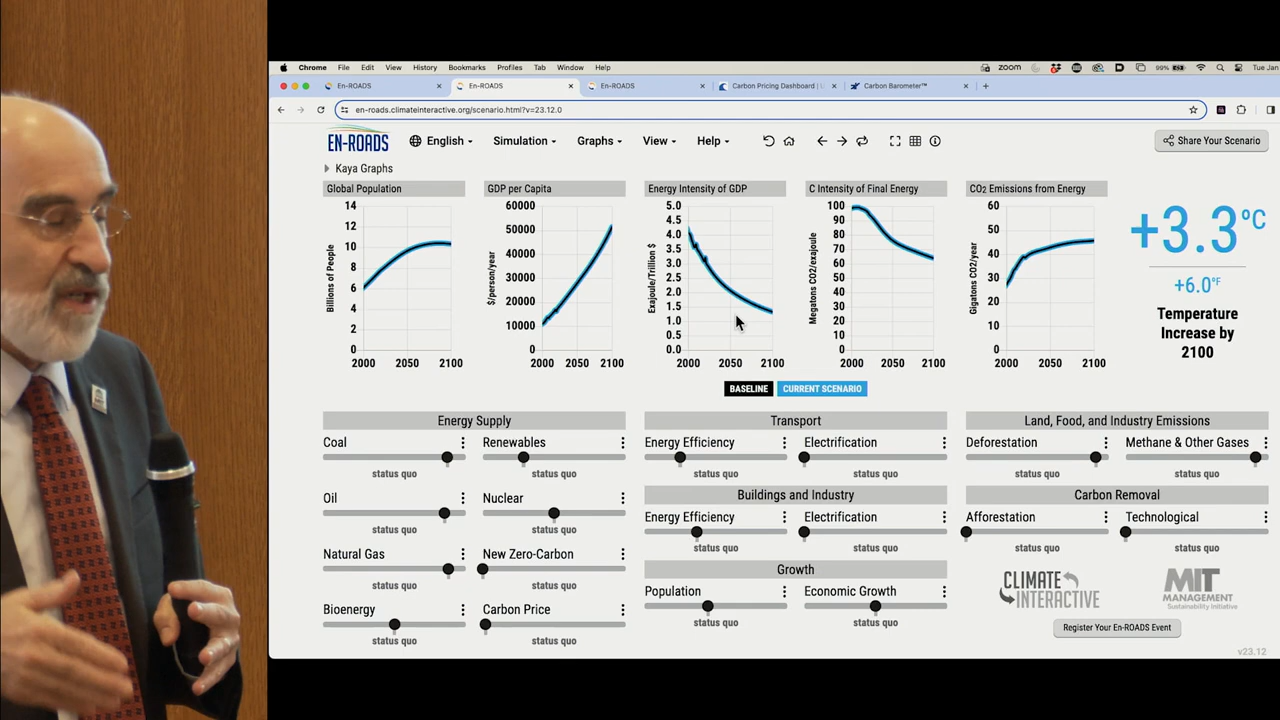 Chrome File Edit View History Bookmarks Profiles Tab Window Help
zoom
99%
Tue Jan
En-ROADS
En-ROADS
En-ROADS
Carbon Pricing Dashboard | U
Carbon Barometer™
en-roads.climateinteractive.org/scenario.html?v=23.12.0
EN-ROADS
English
Simulation
Graphs
View
Help
Share Your Scenario
Kaya Graphs
Global Population
14
12
10
8
6
4
2
0
Billions of People
2000 2050 2100
GDP per Capita
60000
50000
40000
30000
20000
10000
0
$/person/year
2000 2050 2100
Energy Intensity of GDP
5.0
4.5
4.0
3.5
3.0
2.5
2.0
1.5
1.0
0.5
0.0
Exajoule/Trillion $
2000 2050 2100
C Intensity of Final Energy
100
90
80
70
60
50
40
30
20
10
0
Megatons CO2/exajoule
2000 2050 2100
CO2 Emissions from Energy
60
50
40
30
20
10
0
Gigatons CO2/year
2000 2050 2100
+3.3°C
+6.0°F
Temperature
Increase by
2100
BASELINE
CURRENT SCENARIO
Energy Supply
Coal
status quo
Renewables
status quo
Oil
status quo
Nuclear
status quo
Natural Gas
status quo
New Zero-Carbon
status quo
Bioenergy
status quo
Carbon Price
status quo
Transport
Energy Efficiency
status quo
Electrification
status quo
Buildings and Industry
Energy Efficiency
status quo
Electrification
status quo
Growth
Population
status quo
Economic Growth
status quo
Land, Food, and Industry Emissions
Deforestation
status quo
Methane & Other Gases
status quo
Carbon Removal
Afforestation
status quo
Technological
status quo
CLIMATE
INTERACTIVE
MIT
MANAGEMENT
Sustainability Initiative
Register Your En-ROADS Event
v23.12